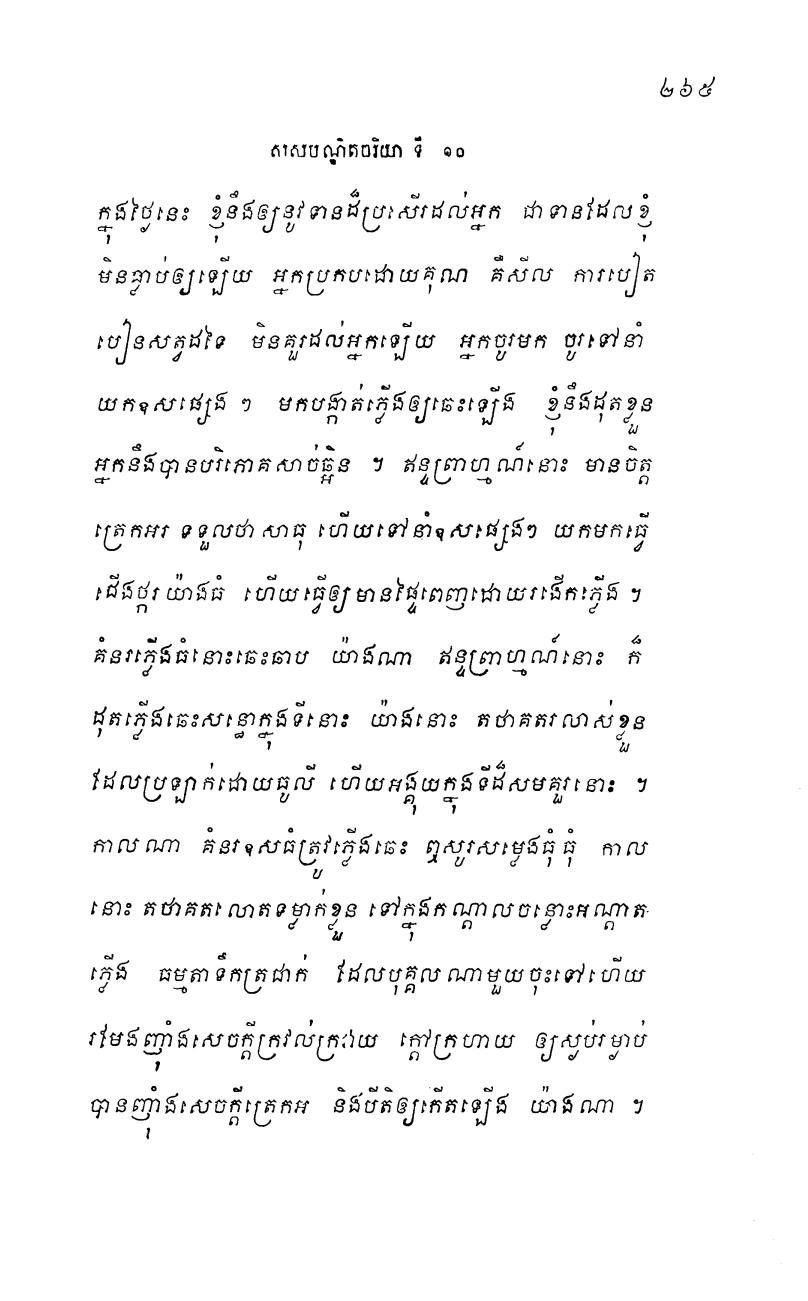 ២៦៥
សសបណ្ឌិតចរិយា ទី ១០
ក្នុងថ្ងៃនេះ ខ្ញុំនឹងឲ្យនូវទានដ៏ប្រសើរដល់អ្នក ជាទានដែលខ្ញុំ
មិនធ្លាប់ឲ្យឡើយ អ្នកប្រកបដោយគុណ គឺសីល ការបៀត
បៀនសត្វដទៃ មិនគួរដល់អ្នកឡើយ អ្នកចូរមក ចូរទៅនាំ
យកឧសផ្សេង ៗ មកបង្កាត់ភ្លើងឲ្យឆេះឡើង ខ្ញុំនឹងដុតខ្លួន
អ្នកនឹងបានបរិភោគសាច់ឆ្អិន ។ ឥន្ទព្រាហ្មណ៍នោះ មានចិត្ត
ត្រេកអរ ទទួលថា សាធុ ហើយទៅនាំឧសផ្សេងៗ យកមកធ្វើ
ជើងថ្ករយ៉ាងធំ ហើយធ្វើឲ្យមានផ្ទៃពេញដោយរងើកភ្លើង ។
គំនរភ្លើងធំនោះឆេះឆាប យ៉ាងណា ឥន្ទព្រាហ្មណ៍នោះ ក៏
ដុតភ្លើងឆេះសន្ធោក្នុងទីនោះ យ៉ាងនោះ តថាគតរលាស់ខ្លួន
ដែលប្រឡាក់ដោយធូលី ហើយអង្គុយក្នុងទីដ៏សមគួរនោះ ។
កាលណា គំនរឧសធំត្រូវភ្លើងឆេះ ឮសូរសម្លេងធុំធុំ កាល
នោះ តថាគតលោតទម្លាក់ខ្លួន ទៅក្នុងកណ្តាលចន្លោះអណ្តាត
ភ្លើង ធម្មតាទឹកត្រជាក់ ដែលបុគ្គលណាមួយចុះទៅហើយ
រមែងញ៉ាំងសេចក្តីក្រវល់ក្រវាយ ក្តៅក្រហាយ ឲ្យស្ងប់រម្ងាប់
បានញ៉ាំងសេចក្តីត្រេកអរ និងបីតិឲ្យកើតឡើង យ៉ាងណា ។